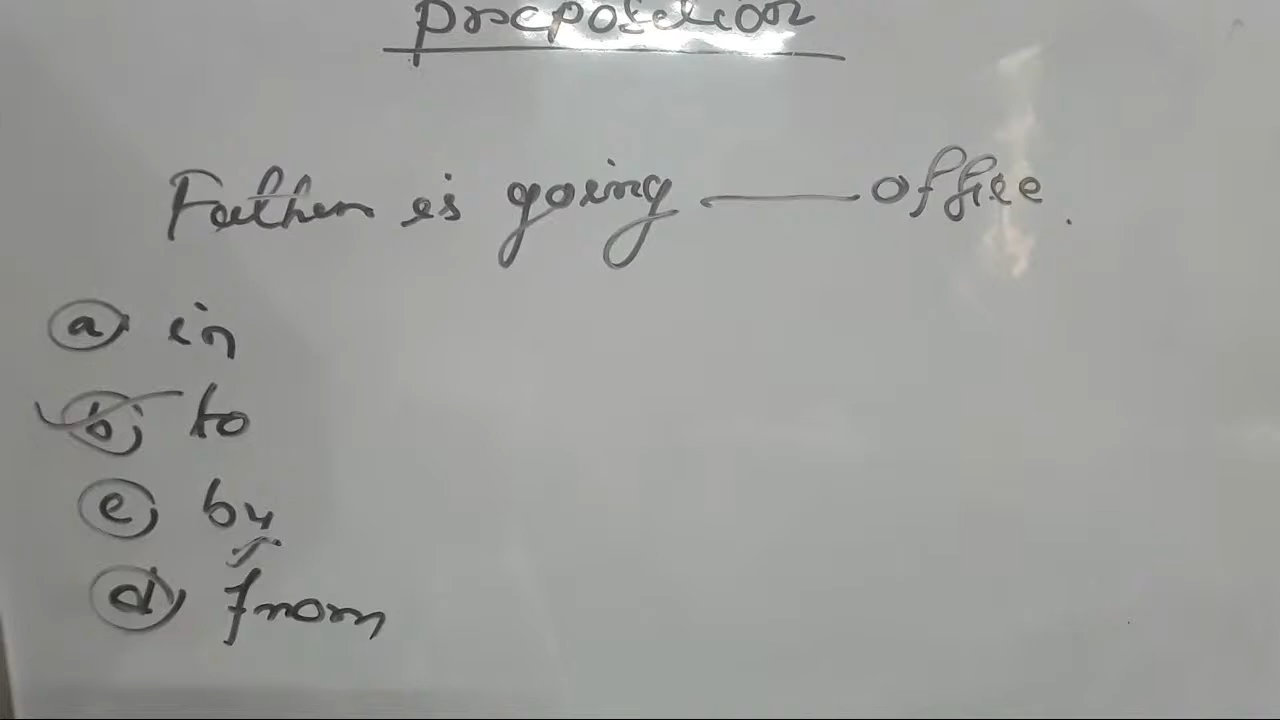 preposition
Father is going ____ office.
a) in
b) to
c) by
d) from